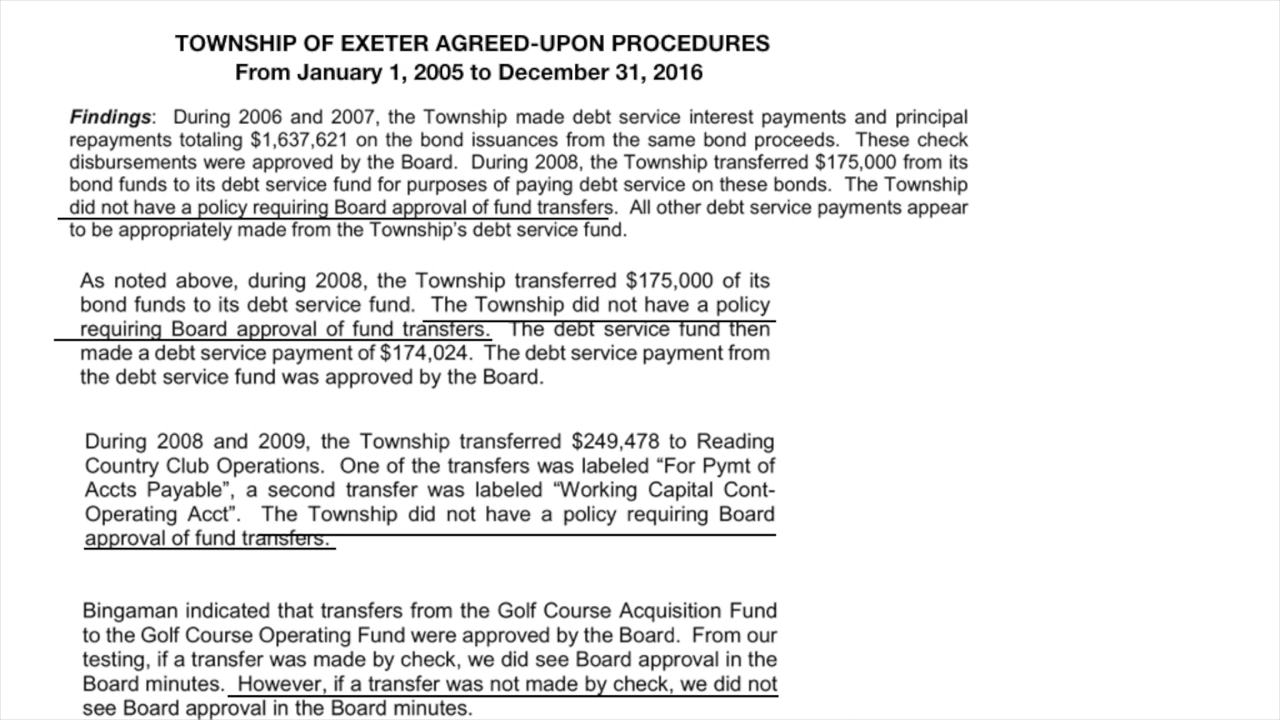 TOWNSHIP OF EXETER AGREED-UPON PROCEDURES
From January 1, 2005 to December 31, 2016
Findings: During 2006 and 2007, the Township made debt service interest payments and principal
repayments totaling $1,637,621 on the bond issuances from the same bond proceeds. These check
disbursements were approved by the Board. During 2008, the Township transferred $175,000 from its
bond funds to its debt service fund for purposes of paying debt service on these bonds. The Township
did not have a policy requiring Board approval of fund transfers. All other debt service payments appear
to be appropriately made from the Township's debt service fund.
As noted above, during 2008, the Township transferred $175,000 of its
bond funds to its debt service fund. The Township did not have a policy
requiring Board approval of fund transfers. The debt service fund then
made a debt service payment of $174,024. The debt service payment from
the debt service fund was approved by the Board.
During 2008 and 2009, the Township transferred $249,478 to Reading
Country Club Operations. One of the transfers was labeled “For Pymt of
Accts Payable”, a second transfer was labeled “Working Capital Cont-
Operating Acct”. The Township did not have a policy requiring Board
approval of fund transfers.
Bingaman indicated that transfers from the Golf Course Acquisition Fund
to the Golf Course Operating Fund were approved by the Board. From our
testing, if a transfer was made by check, we did see Board approval in the
Board minutes. However, if a transfer was not made by check, we did not
see Board approval in the Board minutes.